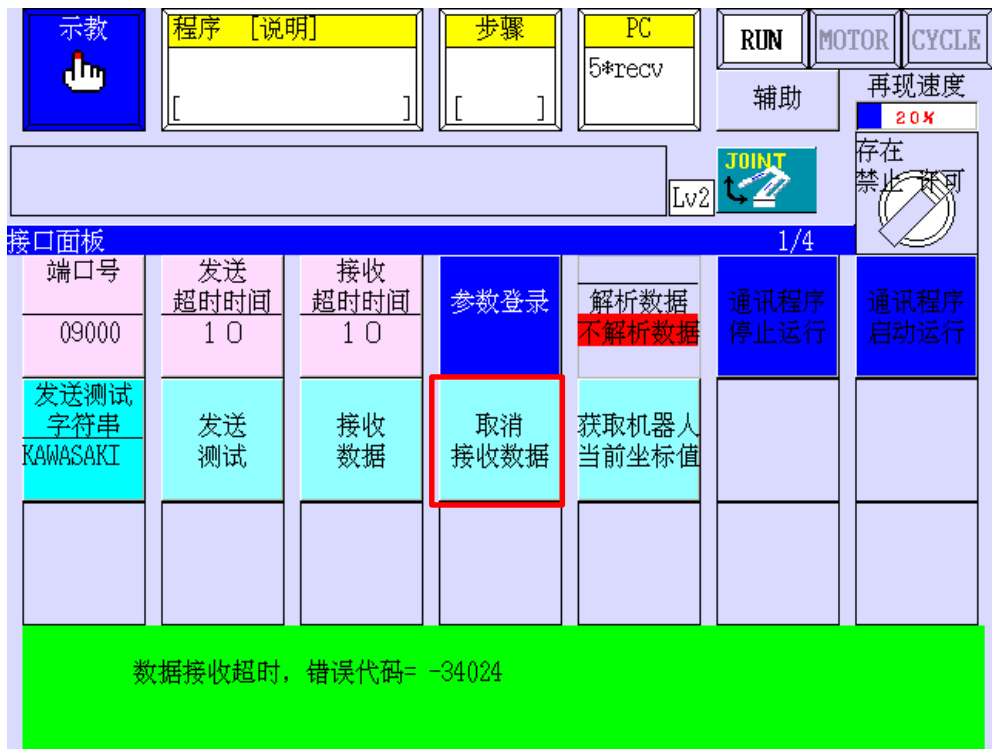 示教
程序 [说明]
[ ]
步骤
[ ]
PC
5*recv
RUN
MOTOR
CYCLE
辅助
再现速度
20%
Lv2
JOINT
存在
禁止 许可
接口面板
1/4
端口号
09000
发送
超时时间
10
接收
超时时间
10
参数登录
解析数据
不解析数据
通讯程序
停止运行
通讯程序
启动运行
发送测试
字符串
KAWASAKI
发送
测试
接收
数据
取消
接收数据
获取机器人
当前坐标值
数据接收超时, 错误代码= -34024